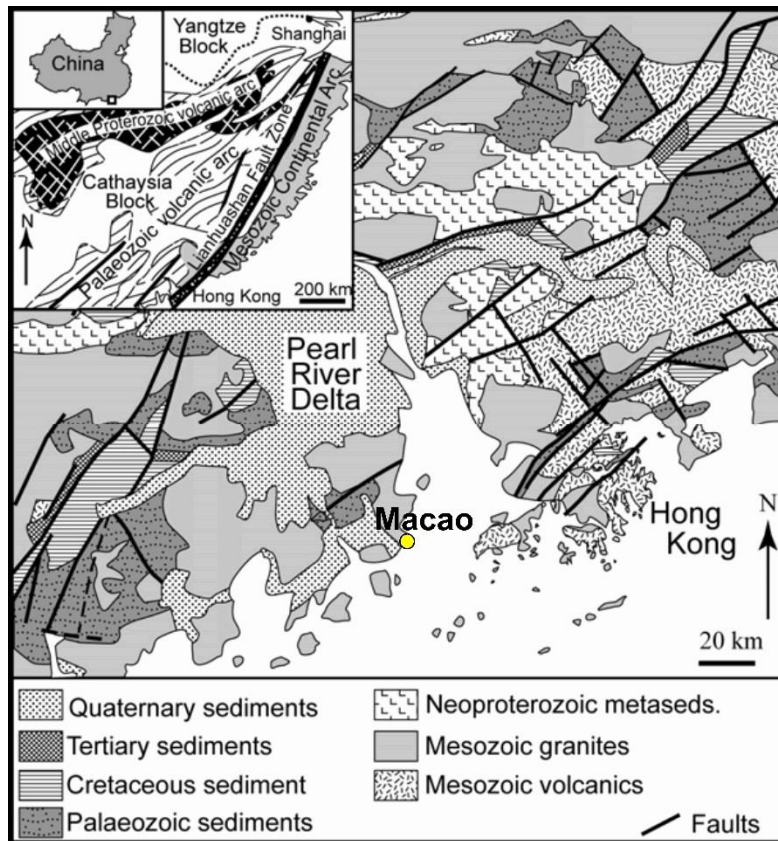 Yangtze
Block
Shanghai
China
Middle Proterozoic volcanic arc
Cathaysia
Block
Palaeozoic volcanic arc
Lianhuashan Fault Zone
Mesozoic Continental Arc
N
Hong Kong
200 km
Pearl
River
Delta
Macao
Hong
Kong
N
20 km
Quaternary sediments
Tertiary sediments
Cretaceous sediment
Palaeozoic sediments
Neoproterozoic metaseds.
Mesozoic granites
Mesozoic volcanics
Faults